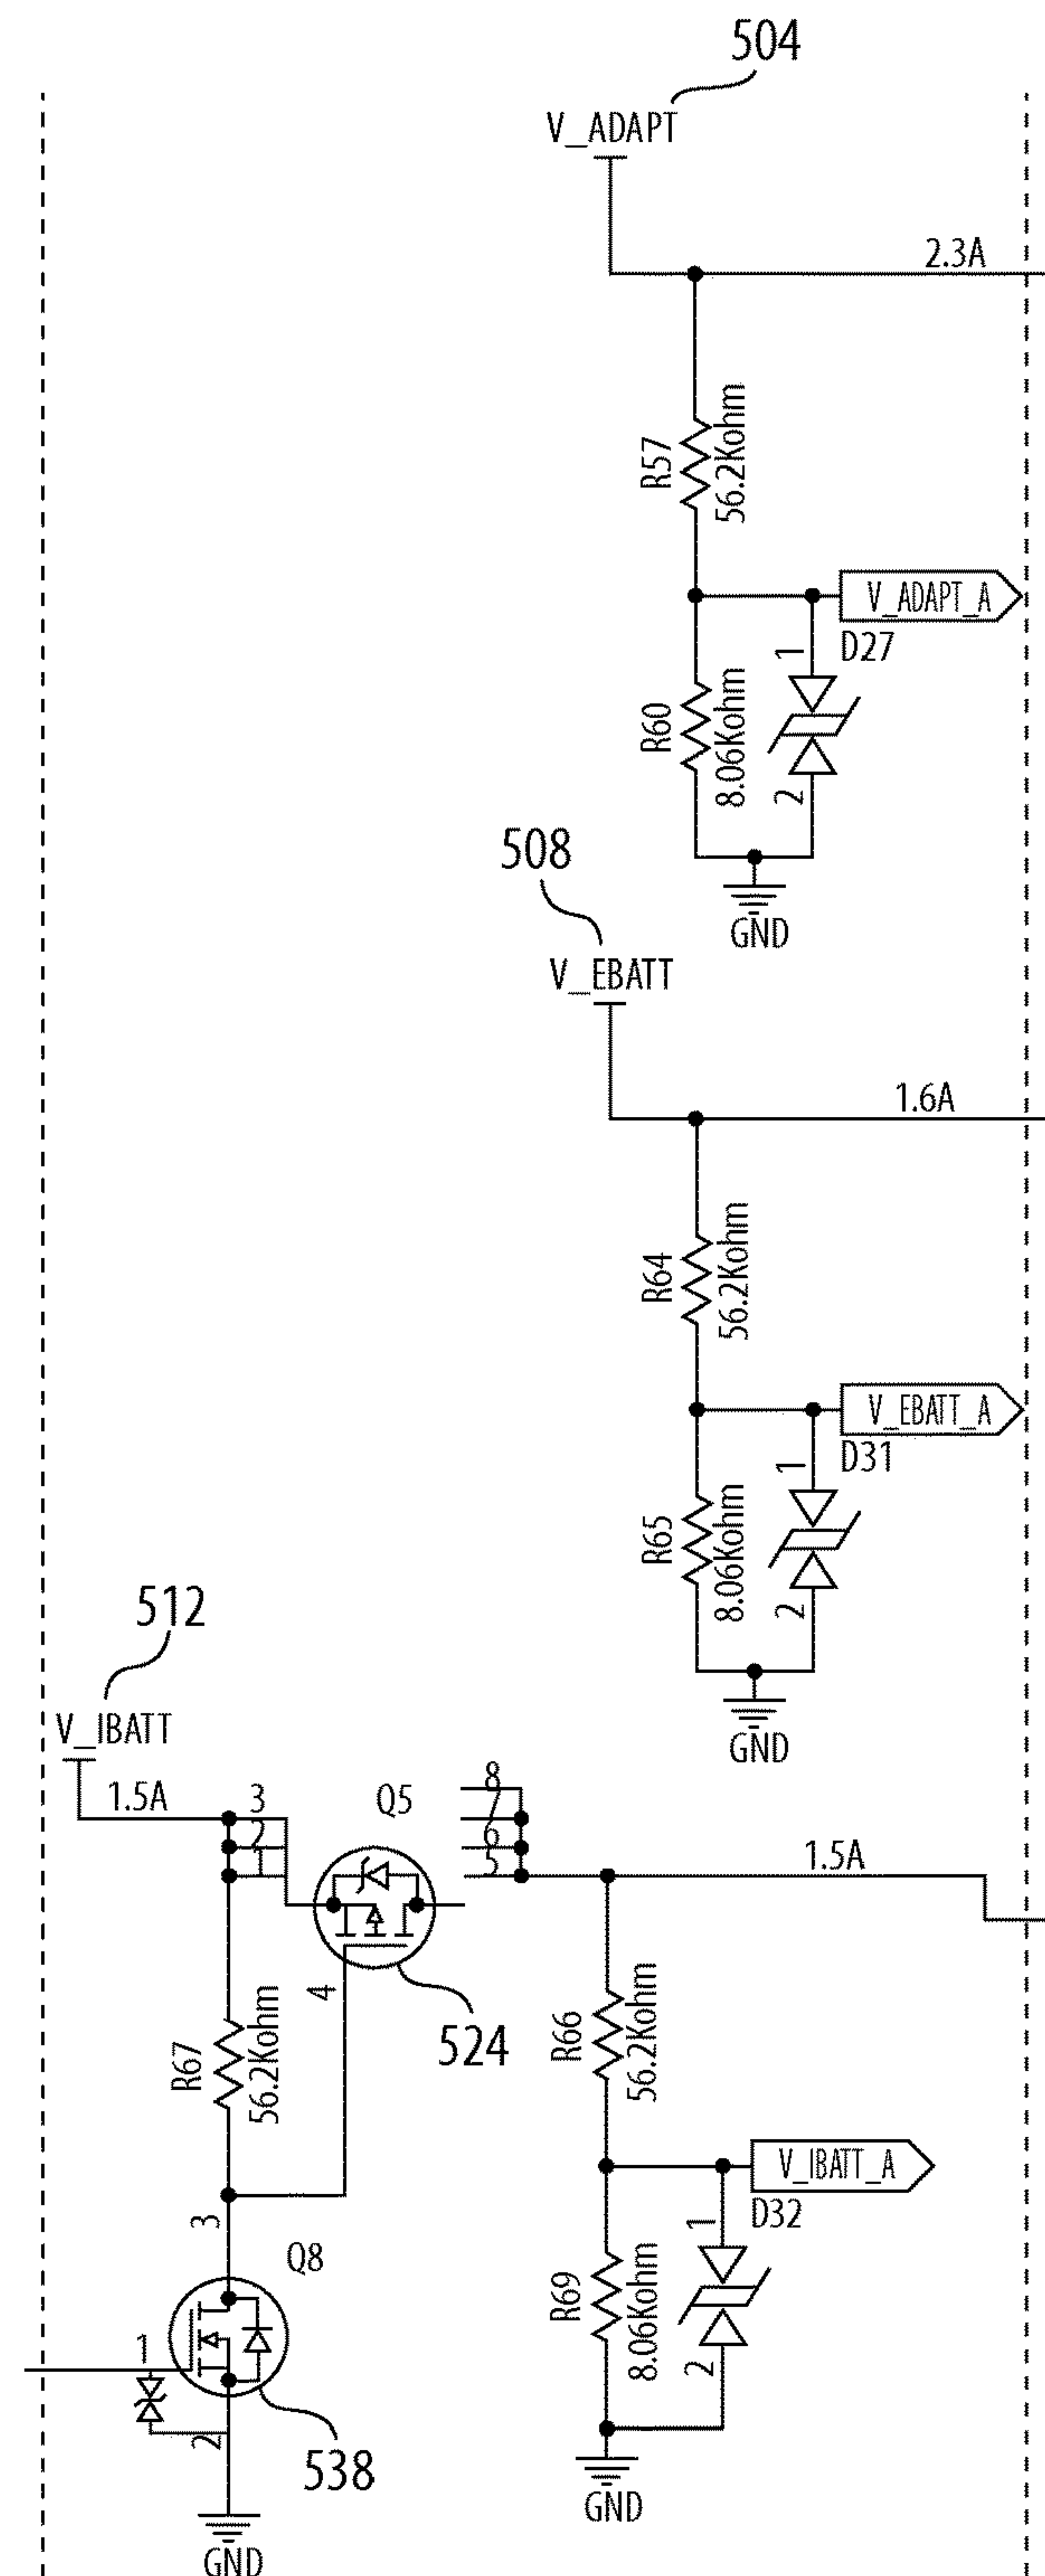 504
V_ADAPT
2.3A
R57
56.2Kohm
V_ADAPT_A
1
D27
R60
8.06Kohm
2
GND
508
V_EBATT
1.6A
R64
56.2Kohm
V_EBATT_A
1
D31
R65
8.06Kohm
2
GND
512
V_IBATT
1.5A
3
2
1
Q5
8
7
6
5
1.5A
4
524
R67
56.2Kohm
R66
56.2Kohm
V_IBATT_A
1
D32
3
Q8
R69
8.06Kohm
2
1
2
538
GND
GND